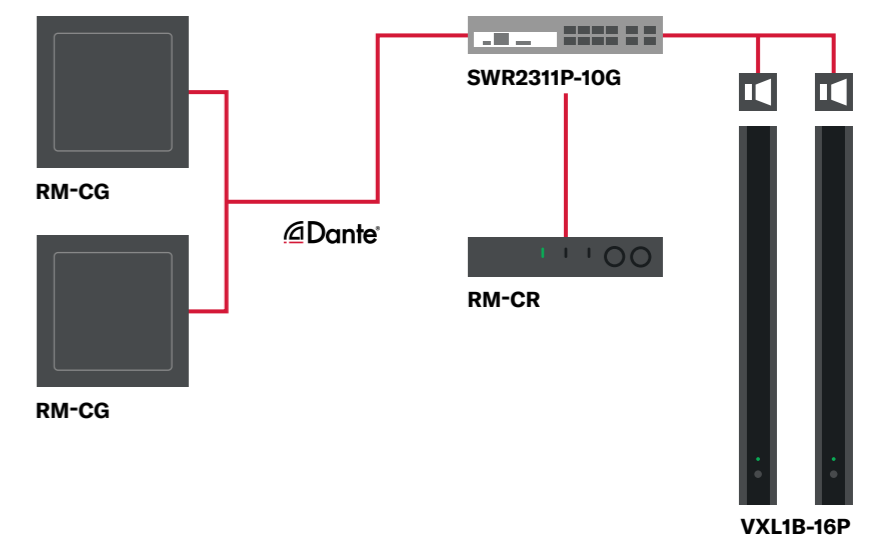 SWR2311P-10G
RM-CG
Dante®
RM-CR
RM-CG
VXL1B-16P